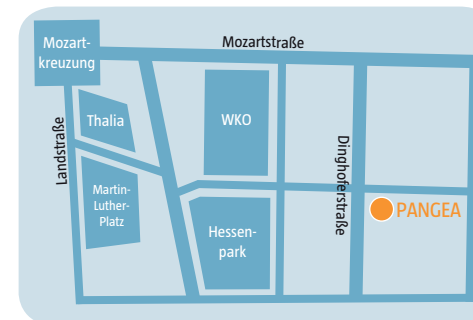 Mozart-
kreuzung
Mozartstraße
Thalia
WKO
Landstraße
Dinghoferstraße
Martin-
Luther-
Platz
PANGEA
Hessen-
park